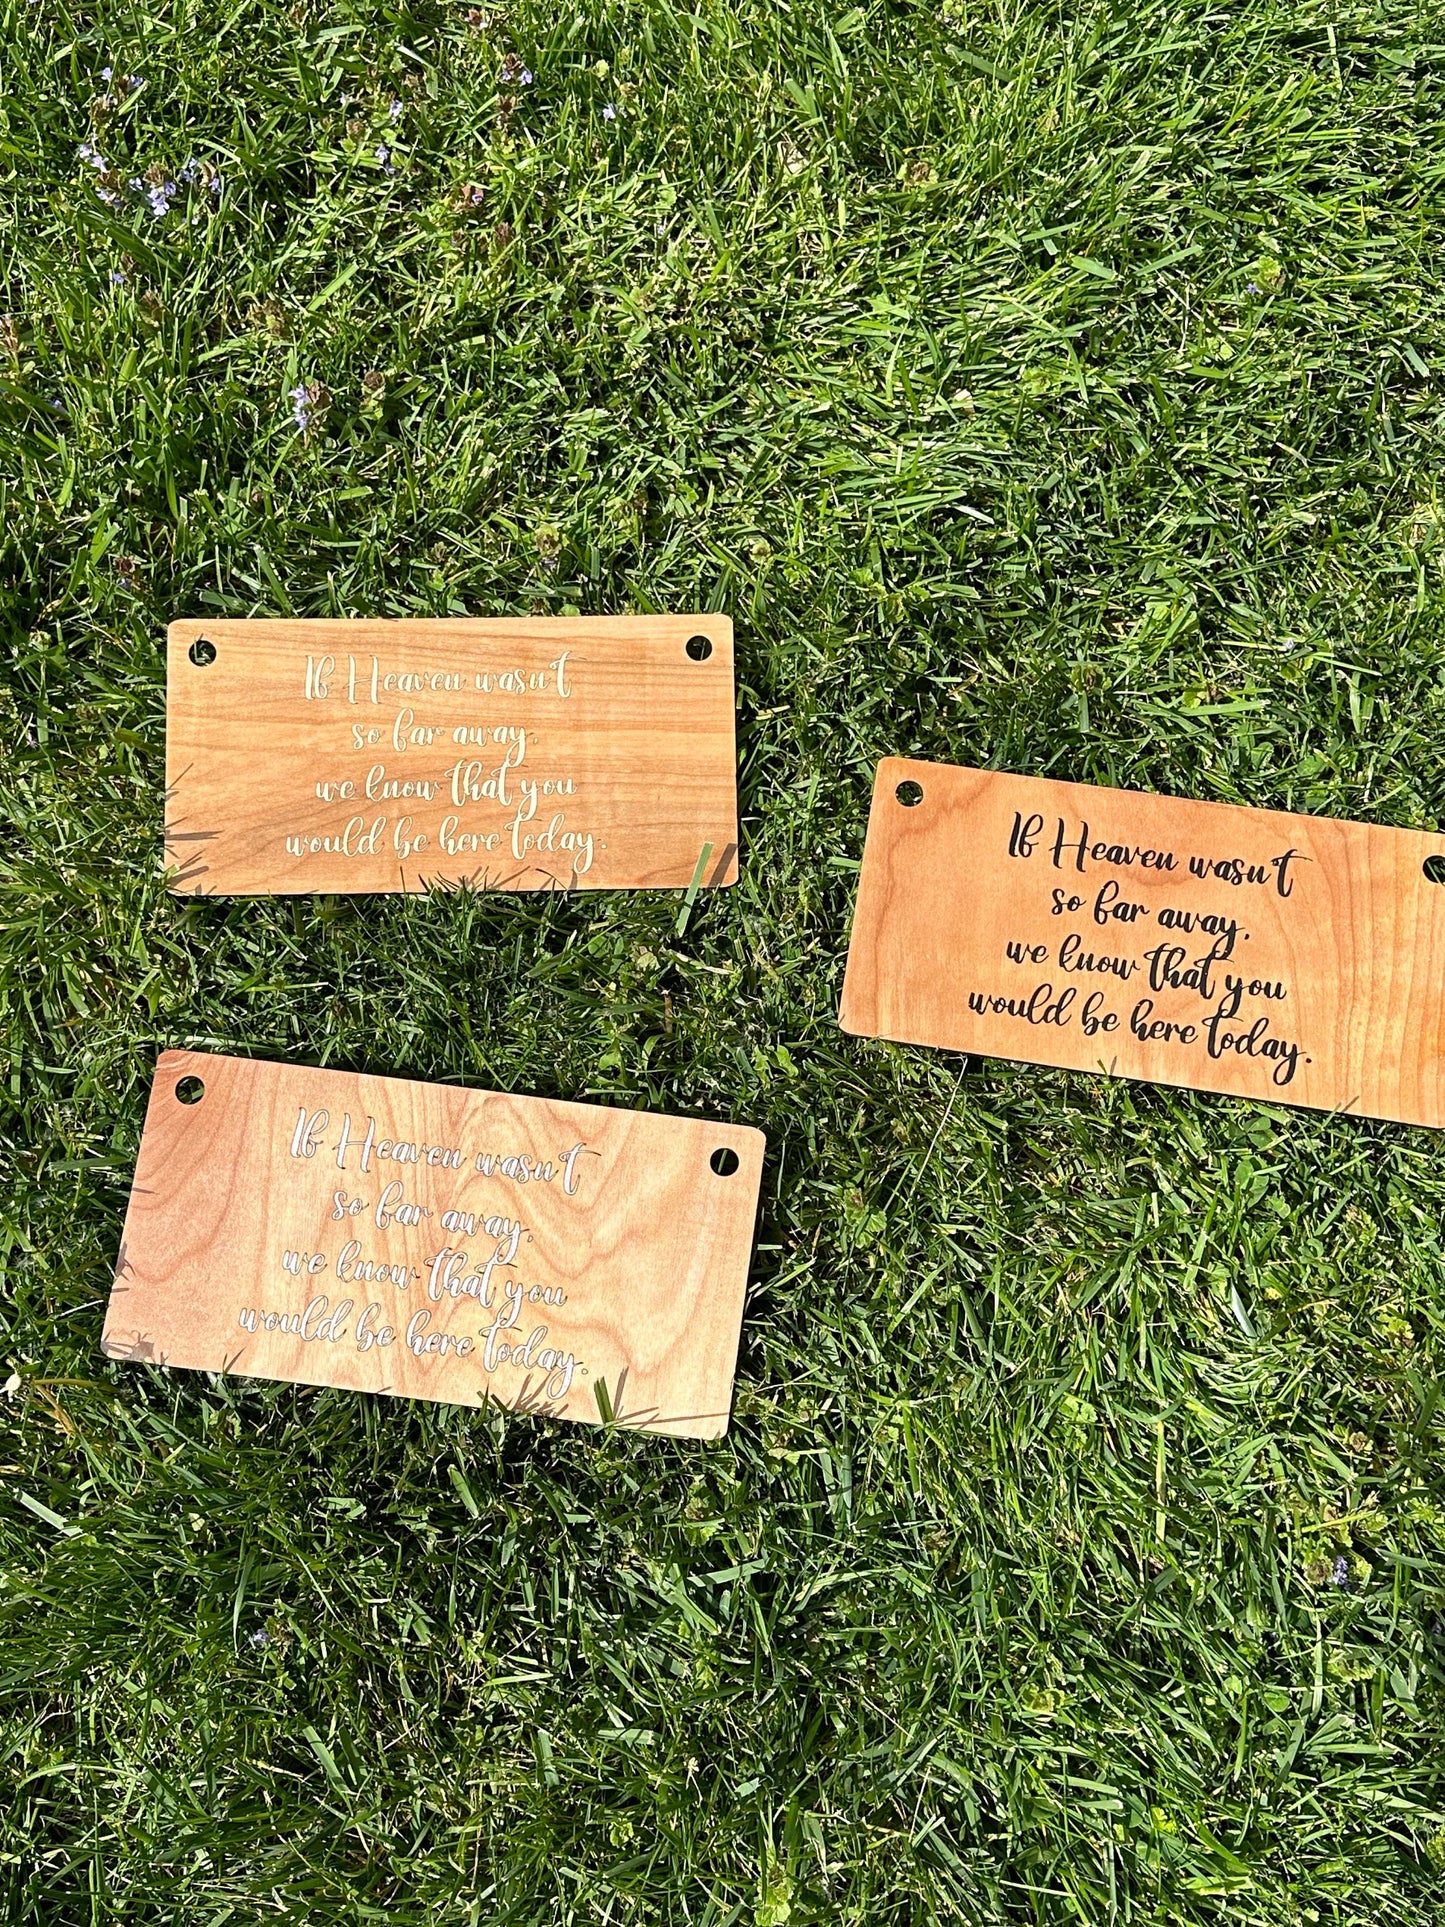 If Heaven wasn't
so far away,
we know that you
would be here today.
If Heaven wasn't
so far away,
we know that you
would be here today.
If Heaven wasn't
so far away,
we know that you
would be here today.